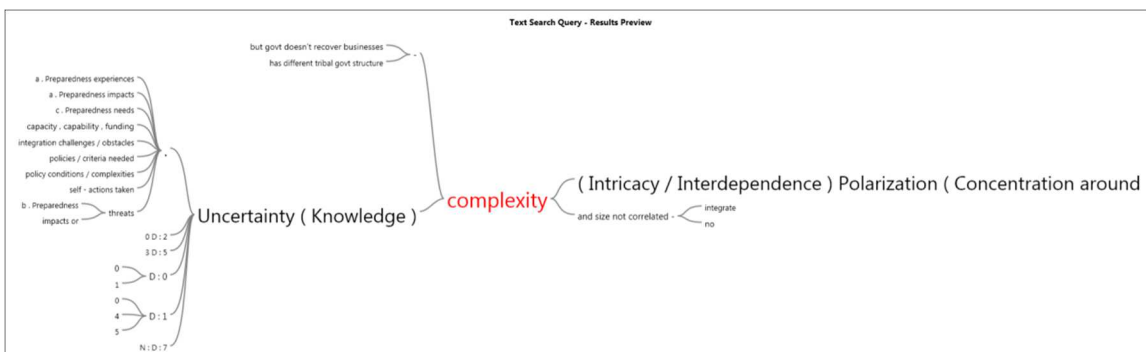 Text Search Query - Results Preview
but govt doesn't recover businesses
has different tribal govt structure
-
a . Preparedness experiences
a . Preparedness impacts
c . Preparedness needs
capacity , capability , funding
integration challenges / obstacles
policies / criteria needed
policy conditions / complexities
self - actions taken
b . Preparedness
impacts or
threats
.
Uncertainty ( Knowledge )
0 D : 2
3 D : 5
0
1
D : 0
0
4
5
D : 1
N : D : 7
complexity
( Intricacy / Interdependence ) Polarization ( Concentration around
and size not correlated -
integrate
no